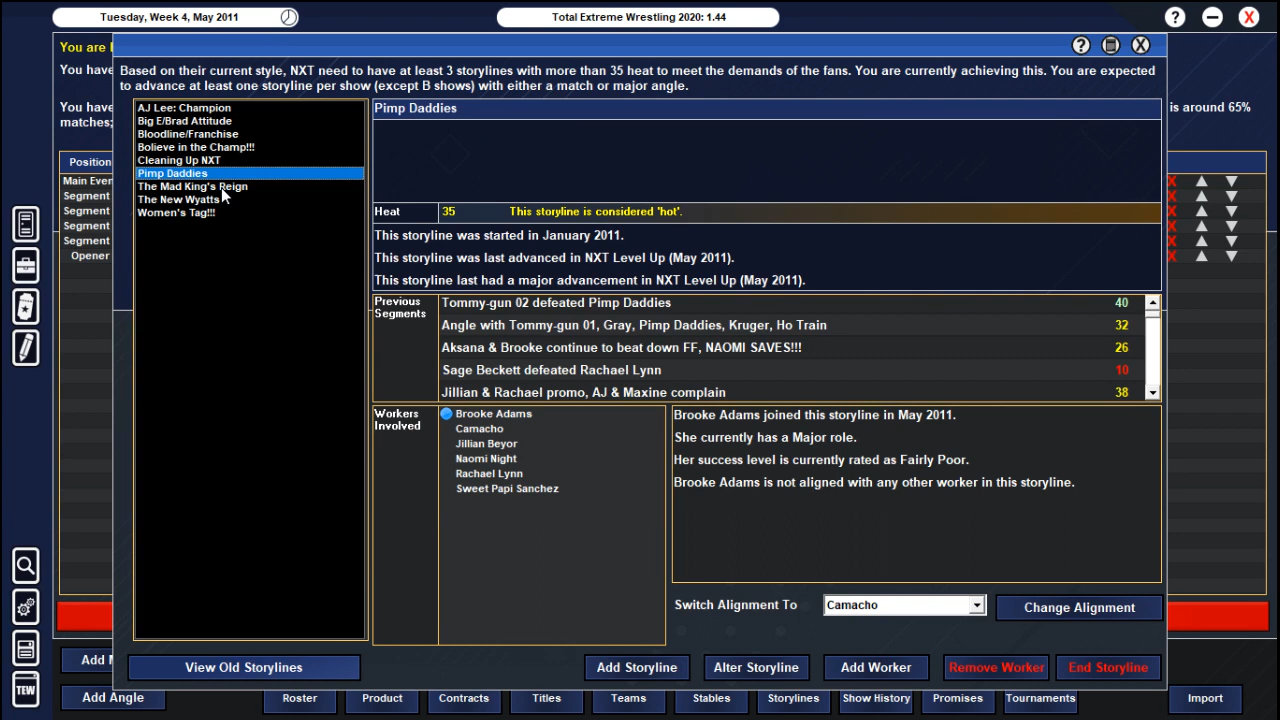 Tuesday, Week 4, May 2011
Total Extreme Wrestling 2020: 1.44
?
X
You are
?
X
You have
Based on their current style, NXT need to have at least 3 storylines with more than 35 heat to meet the demands of the fans. You are currently achieving this. You are expected
to advance at least one storyline per show (except B shows) with either a match or major angle.
You have
is around 65%
matches;
AJ Lee: Champion
Big E/Brad Attitude
Bloodline/Franchise
Bolieve in the Champ!!!
Cleaning Up NXT
Pimp Daddies
The Mad King's Reign
The New Wyatts
Women's Tag!!!
Pimp Daddies
Position
Main Even
Segment
Segment
Segment
Segment
Opener
X
X
X
X
X
X
Heat
35
This storyline is considered 'hot'.
This storyline was started in January 2011.
This storyline was last advanced in NXT Level Up (May 2011).
This storyline last had a major advancement in NXT Level Up (May 2011).
Previous
Segments
Tommy-gun 02 defeated Pimp Daddies 40
Angle with Tommy-gun 01, Gray, Pimp Daddies, Kruger, Ho Train 32
Aksana & Brooke continue to beat down FF, NAOMI SAVES!!! 26
Sage Beckett defeated Rachael Lynn 10
Jillian & Rachael promo, AJ & Maxine complain 38
Workers
Involved
Brooke Adams
Camacho
Jillian Beyor
Naomi Night
Rachael Lynn
Sweet Papi Sanchez
Brooke Adams joined this storyline in May 2011.
She currently has a Major role.
Her success level is currently rated as Fairly Poor.
Brooke Adams is not aligned with any other worker in this storyline.
Switch Alignment To
Camacho
Change Alignment
View Old Storylines
Add Storyline
Alter Storyline
Add Worker
Remove Worker
End Storyline
Add M
Add Angle
Roster
Product
Contracts
Titles
Teams
Stables
Storylines
Show History
Promises
Tournaments
Import
TEW